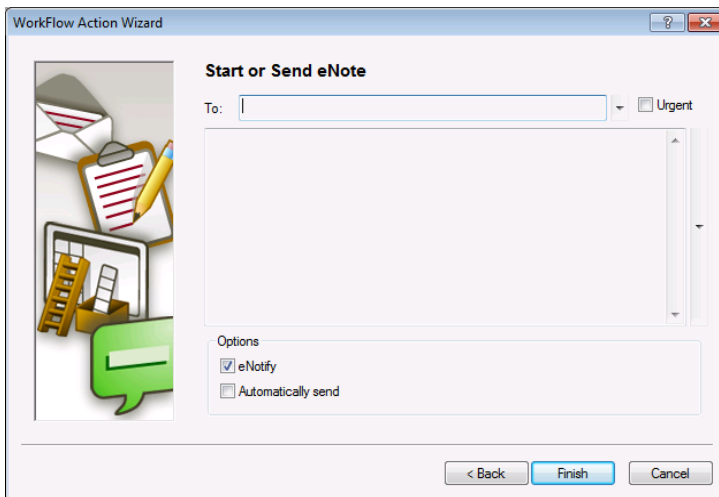 WorkFlow Action Wizard
Start or Send eNote
To:
Urgent
Options
eNotify
Automatically send
< Back
Finish
Cancel